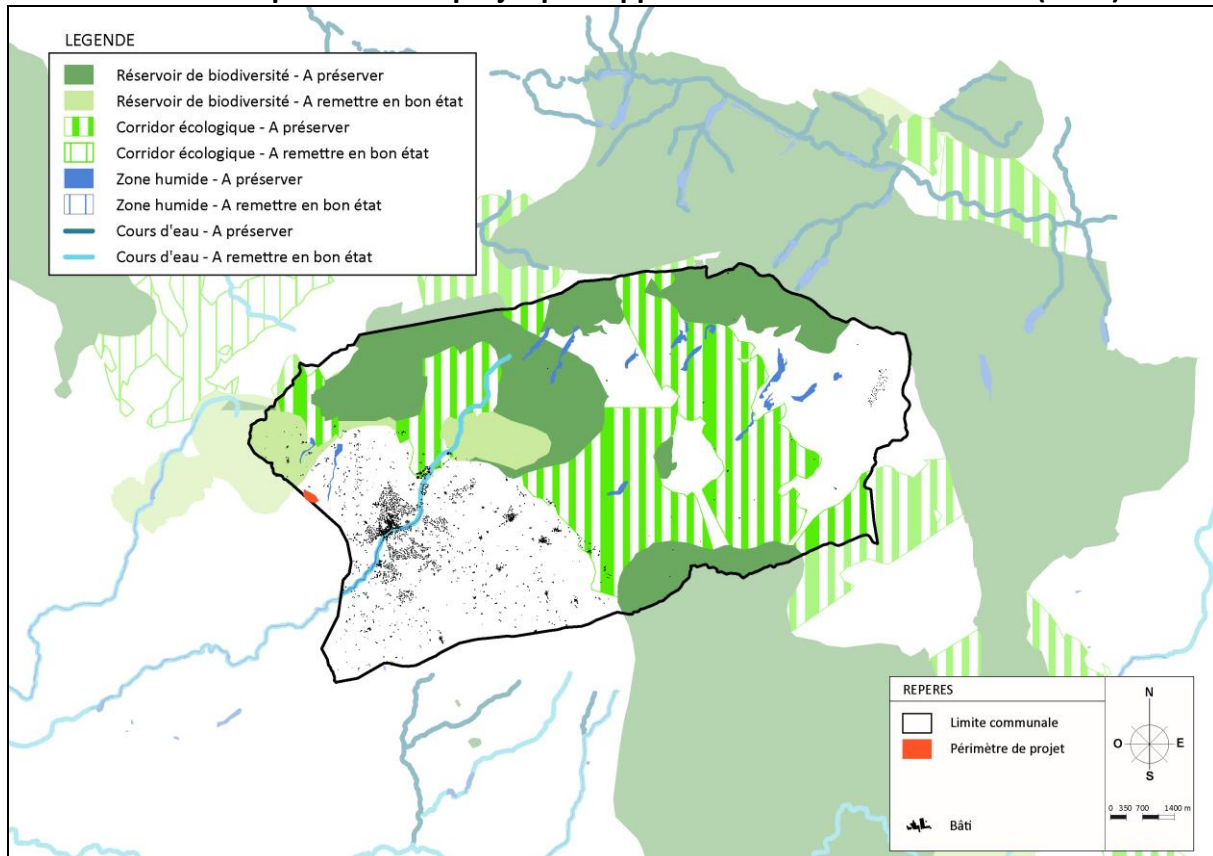 LEGENDE
Réservoir de biodiversité - A préserver
Réservoir de biodiversité - A remettre en bon état
Corridor écologique - A préserver
Corridor écologique - A remettre en bon état
Zone humide - A préserver
Zone humide - A remettre en bon état
Cours d'eau - A préserver
Cours d'eau - A remettre en bon état
REPERES
Limite communale
Périmètre de projet
Bâti
N
O
E
S
0 350 700 1400 m